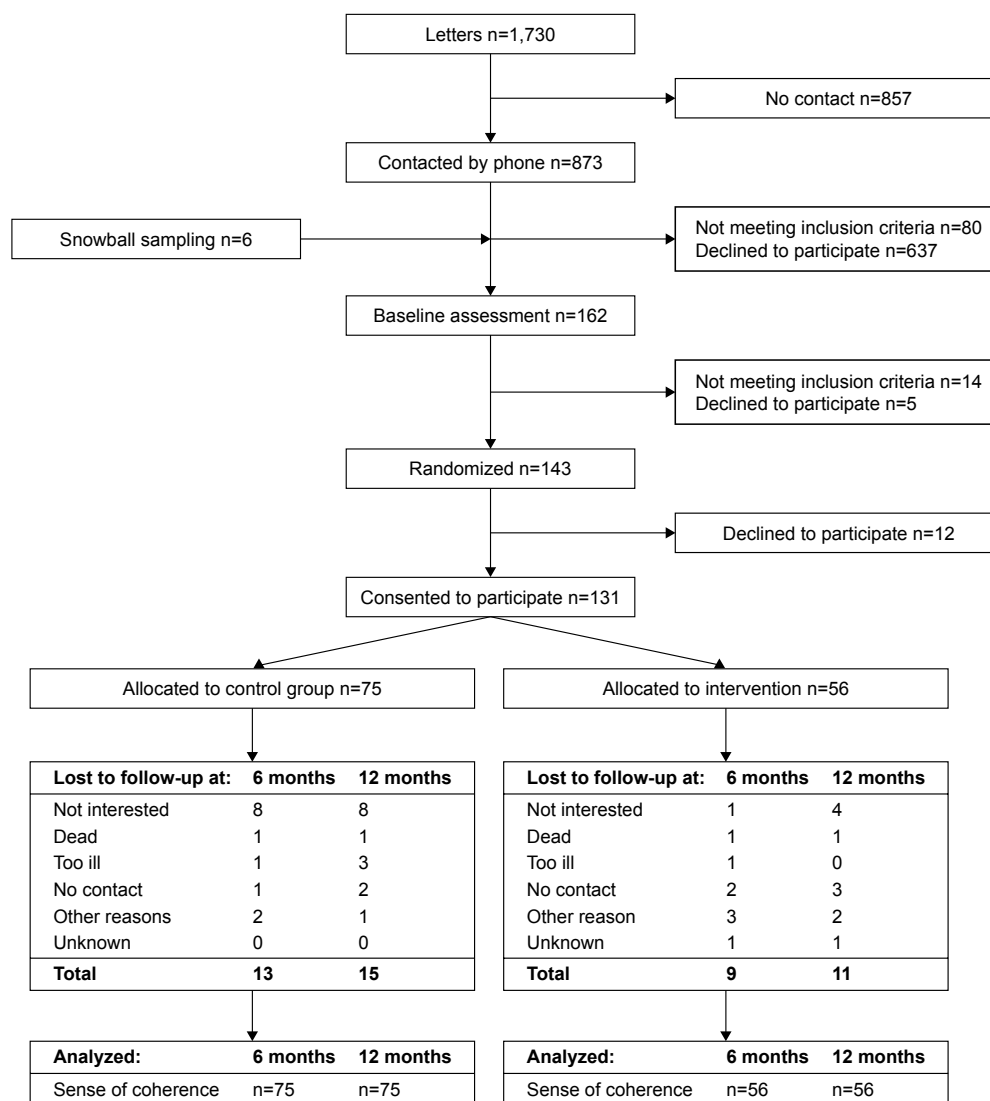 Letters n=1,730
No contact n=857
Contacted by phone n=873
Snowball sampling n=6
Not meeting inclusion criteria n=80
Declined to participate n=637
Baseline assessment n=162
Not meeting inclusion criteria n=14
Declined to participate n=5
Randomized n=143
Declined to participate n=12
Consented to participate n=131
Allocated to control group n=75
Allocated to intervention n=56
Lost to follow-up at: 6 months 12 months
Not interested 8 8
Dead 1 1
Too ill 1 3
No contact 1 2
Other reasons 2 1
Unknown 0 0
Total 13 15
Lost to follow-up at: 6 months 12 months
Not interested 1 4
Dead 1 1
Too ill 1 0
No contact 2 3
Other reason 3 2
Unknown 1 1
Total 9 11
Analyzed: 6 months 12 months
Sense of coherence n=75 n=75
Analyzed: 6 months 12 months
Sense of coherence n=56 n=56